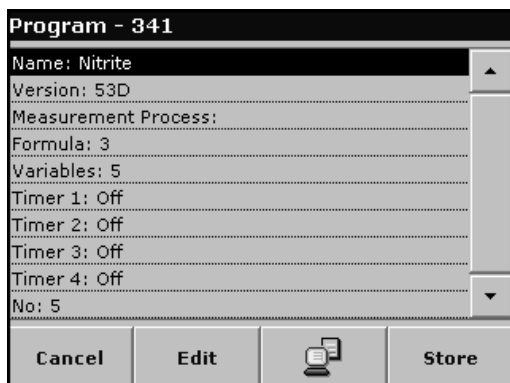 Program - 341
Name: Nitrite
Version: 53D
Measurement Process:
Formula: 3
Variables: 5
Timer 1: Off
Timer 2: Off
Timer 3: Off
Timer 4: Off
No: 5
Cancel Edit Store